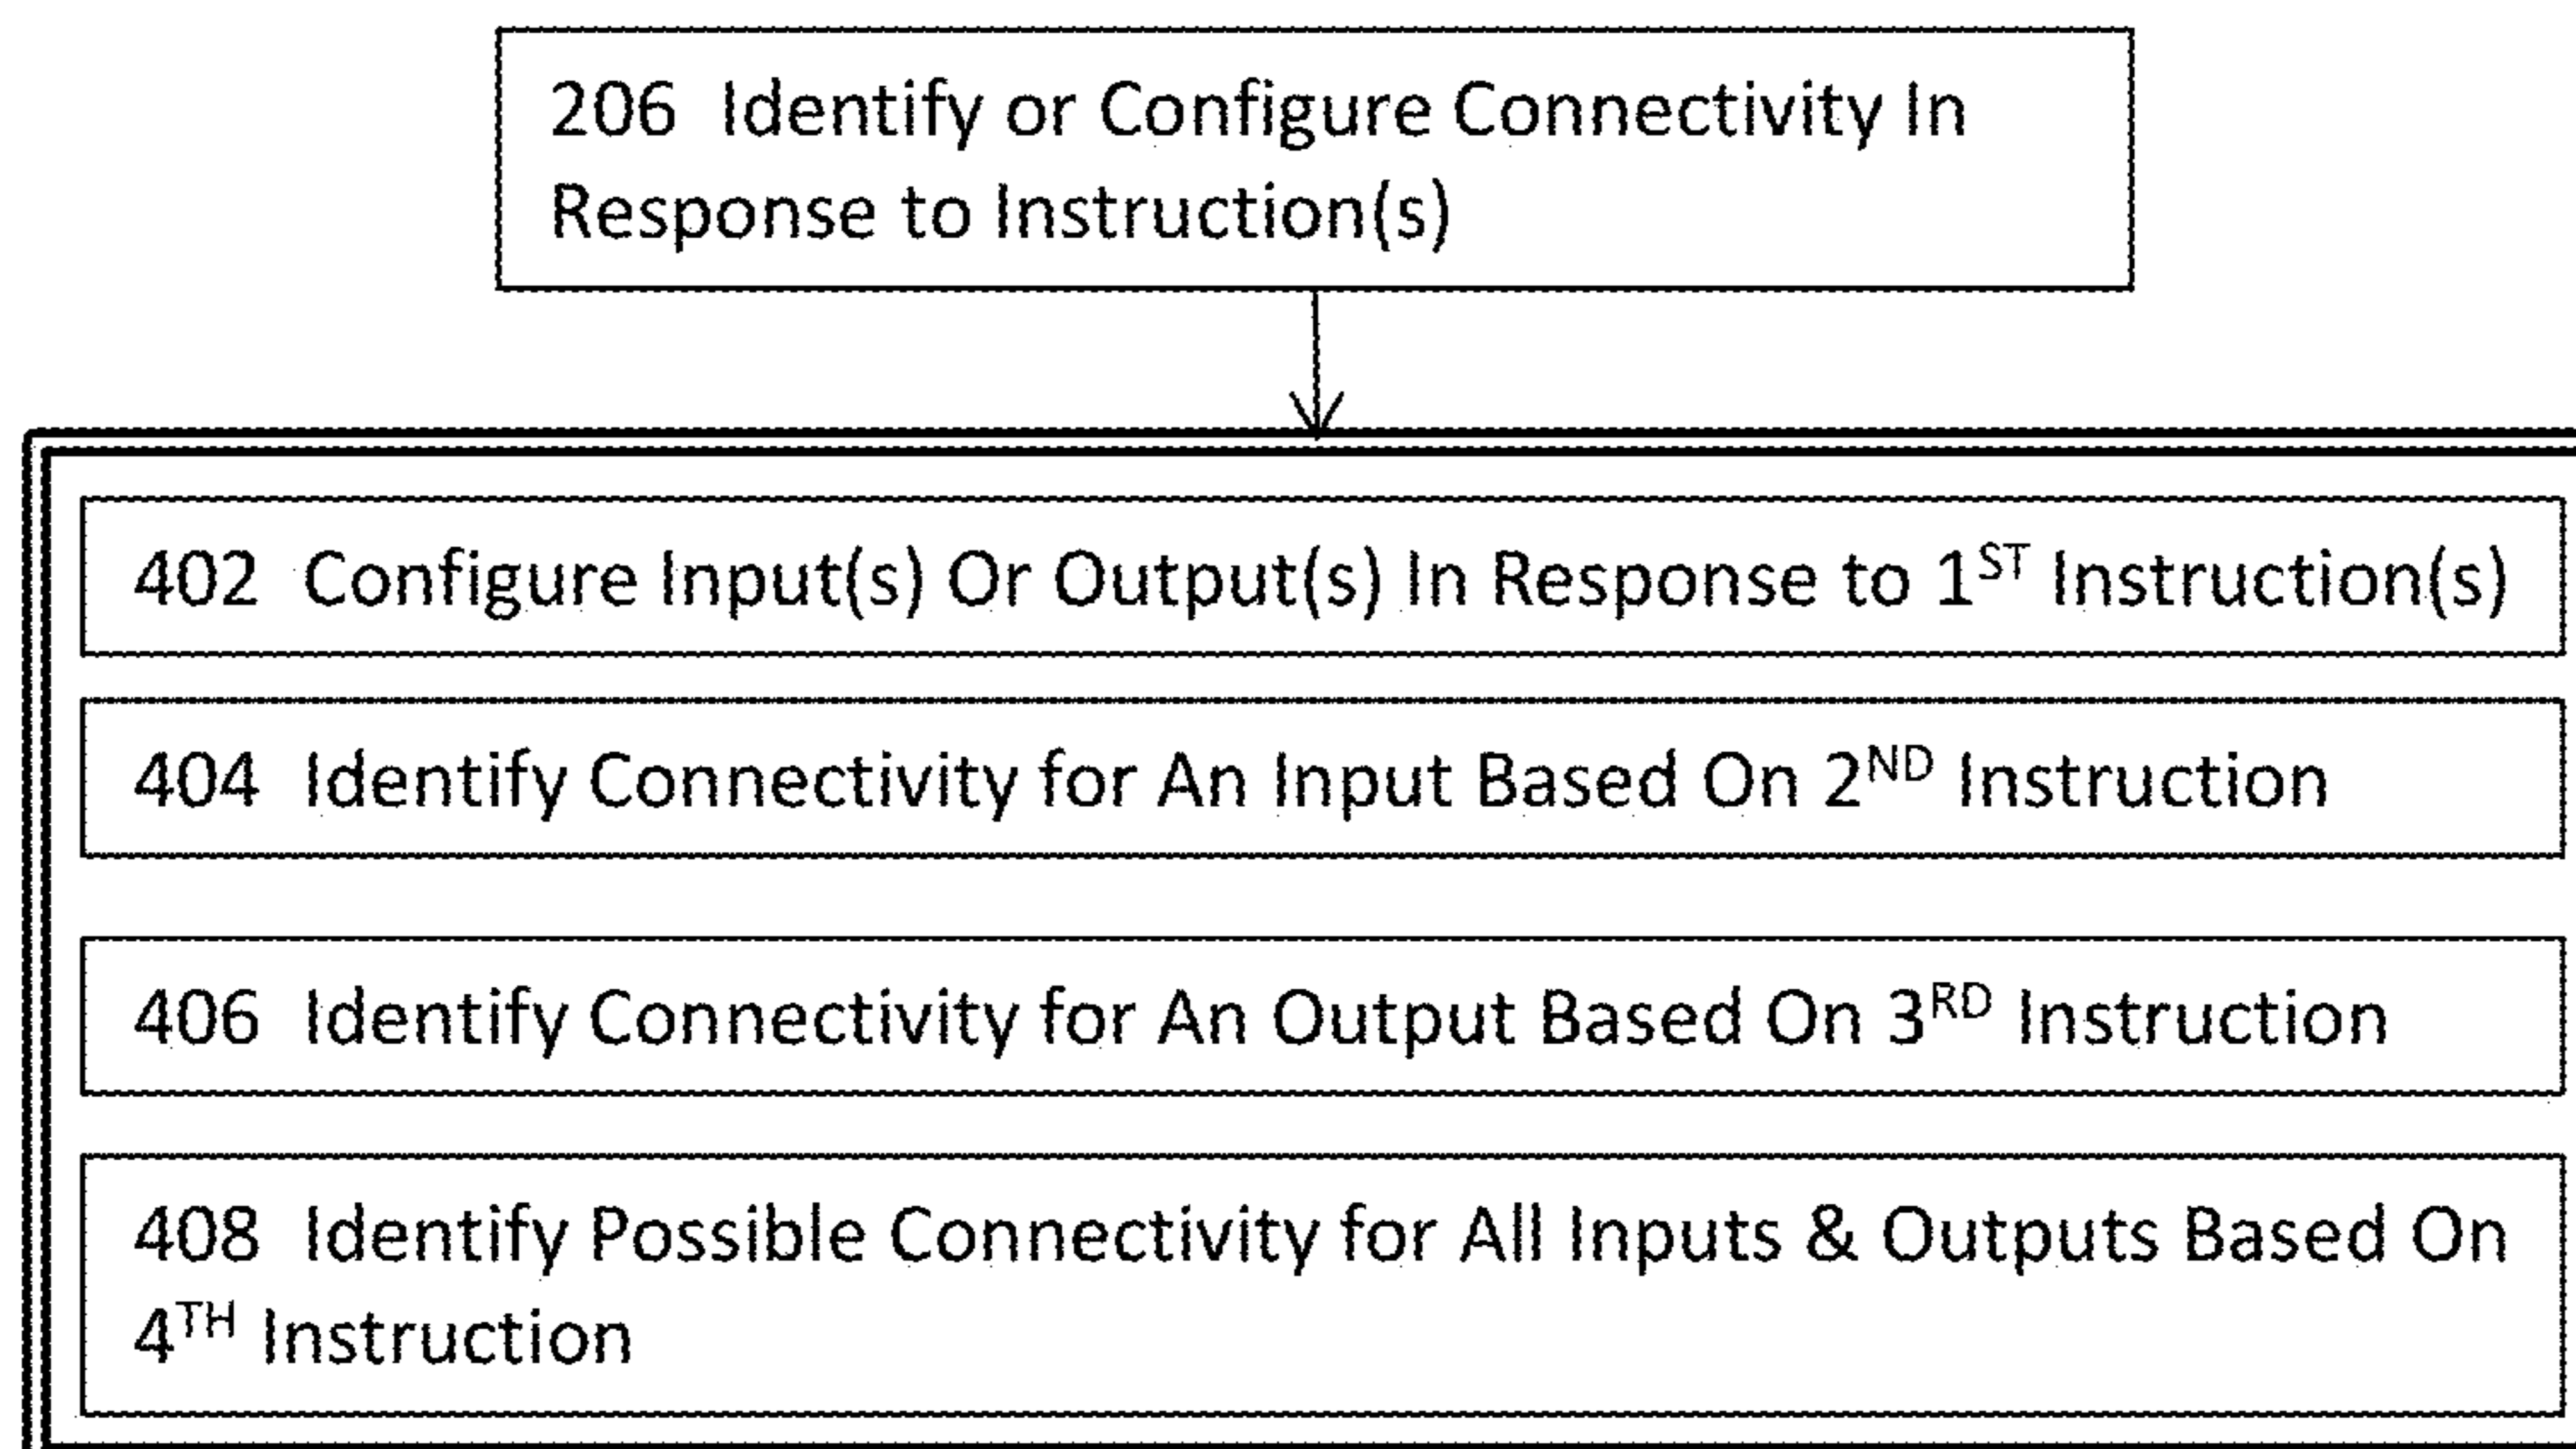 206 Identify or Configure Connectivity In
Response to Instruction(s)
402 Configure Input(s) Or Output(s) In Response to 1ST Instruction(s)
404 Identify Connectivity for An Input Based On 2ND Instruction
406 Identify Connectivity for An Output Based On 3RD Instruction
408 Identify Possible Connectivity for All Inputs & Outputs Based On
4TH Instruction